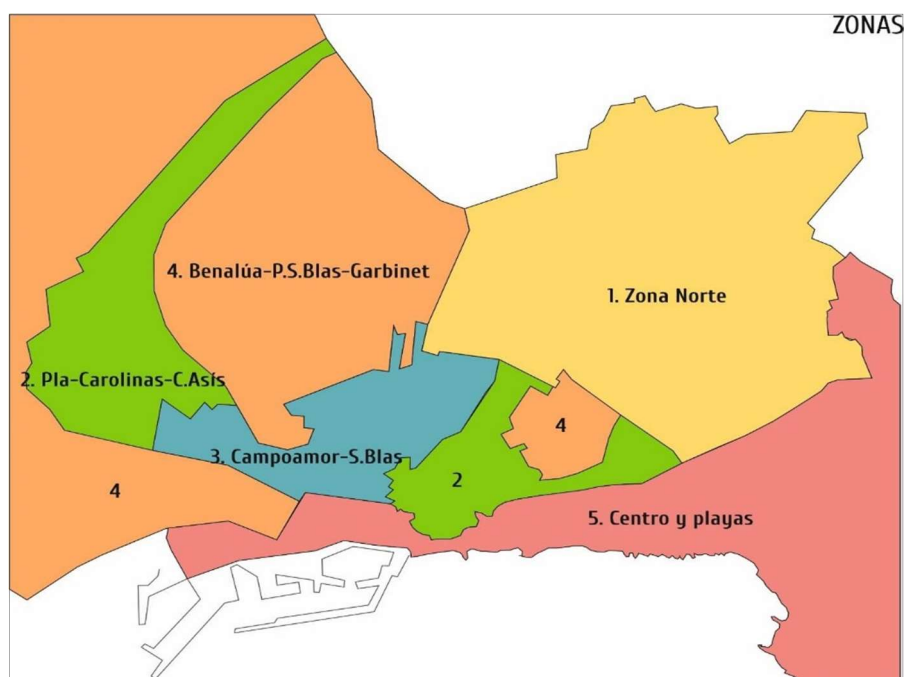 ZONAS
4. Benalúa-P.S.Blas-Garbinet
1. Zona Norte
2. Pla-Carolinas-C.Asís
4
3. Campoamor-S.Blas
2
4
5. Centro y playas